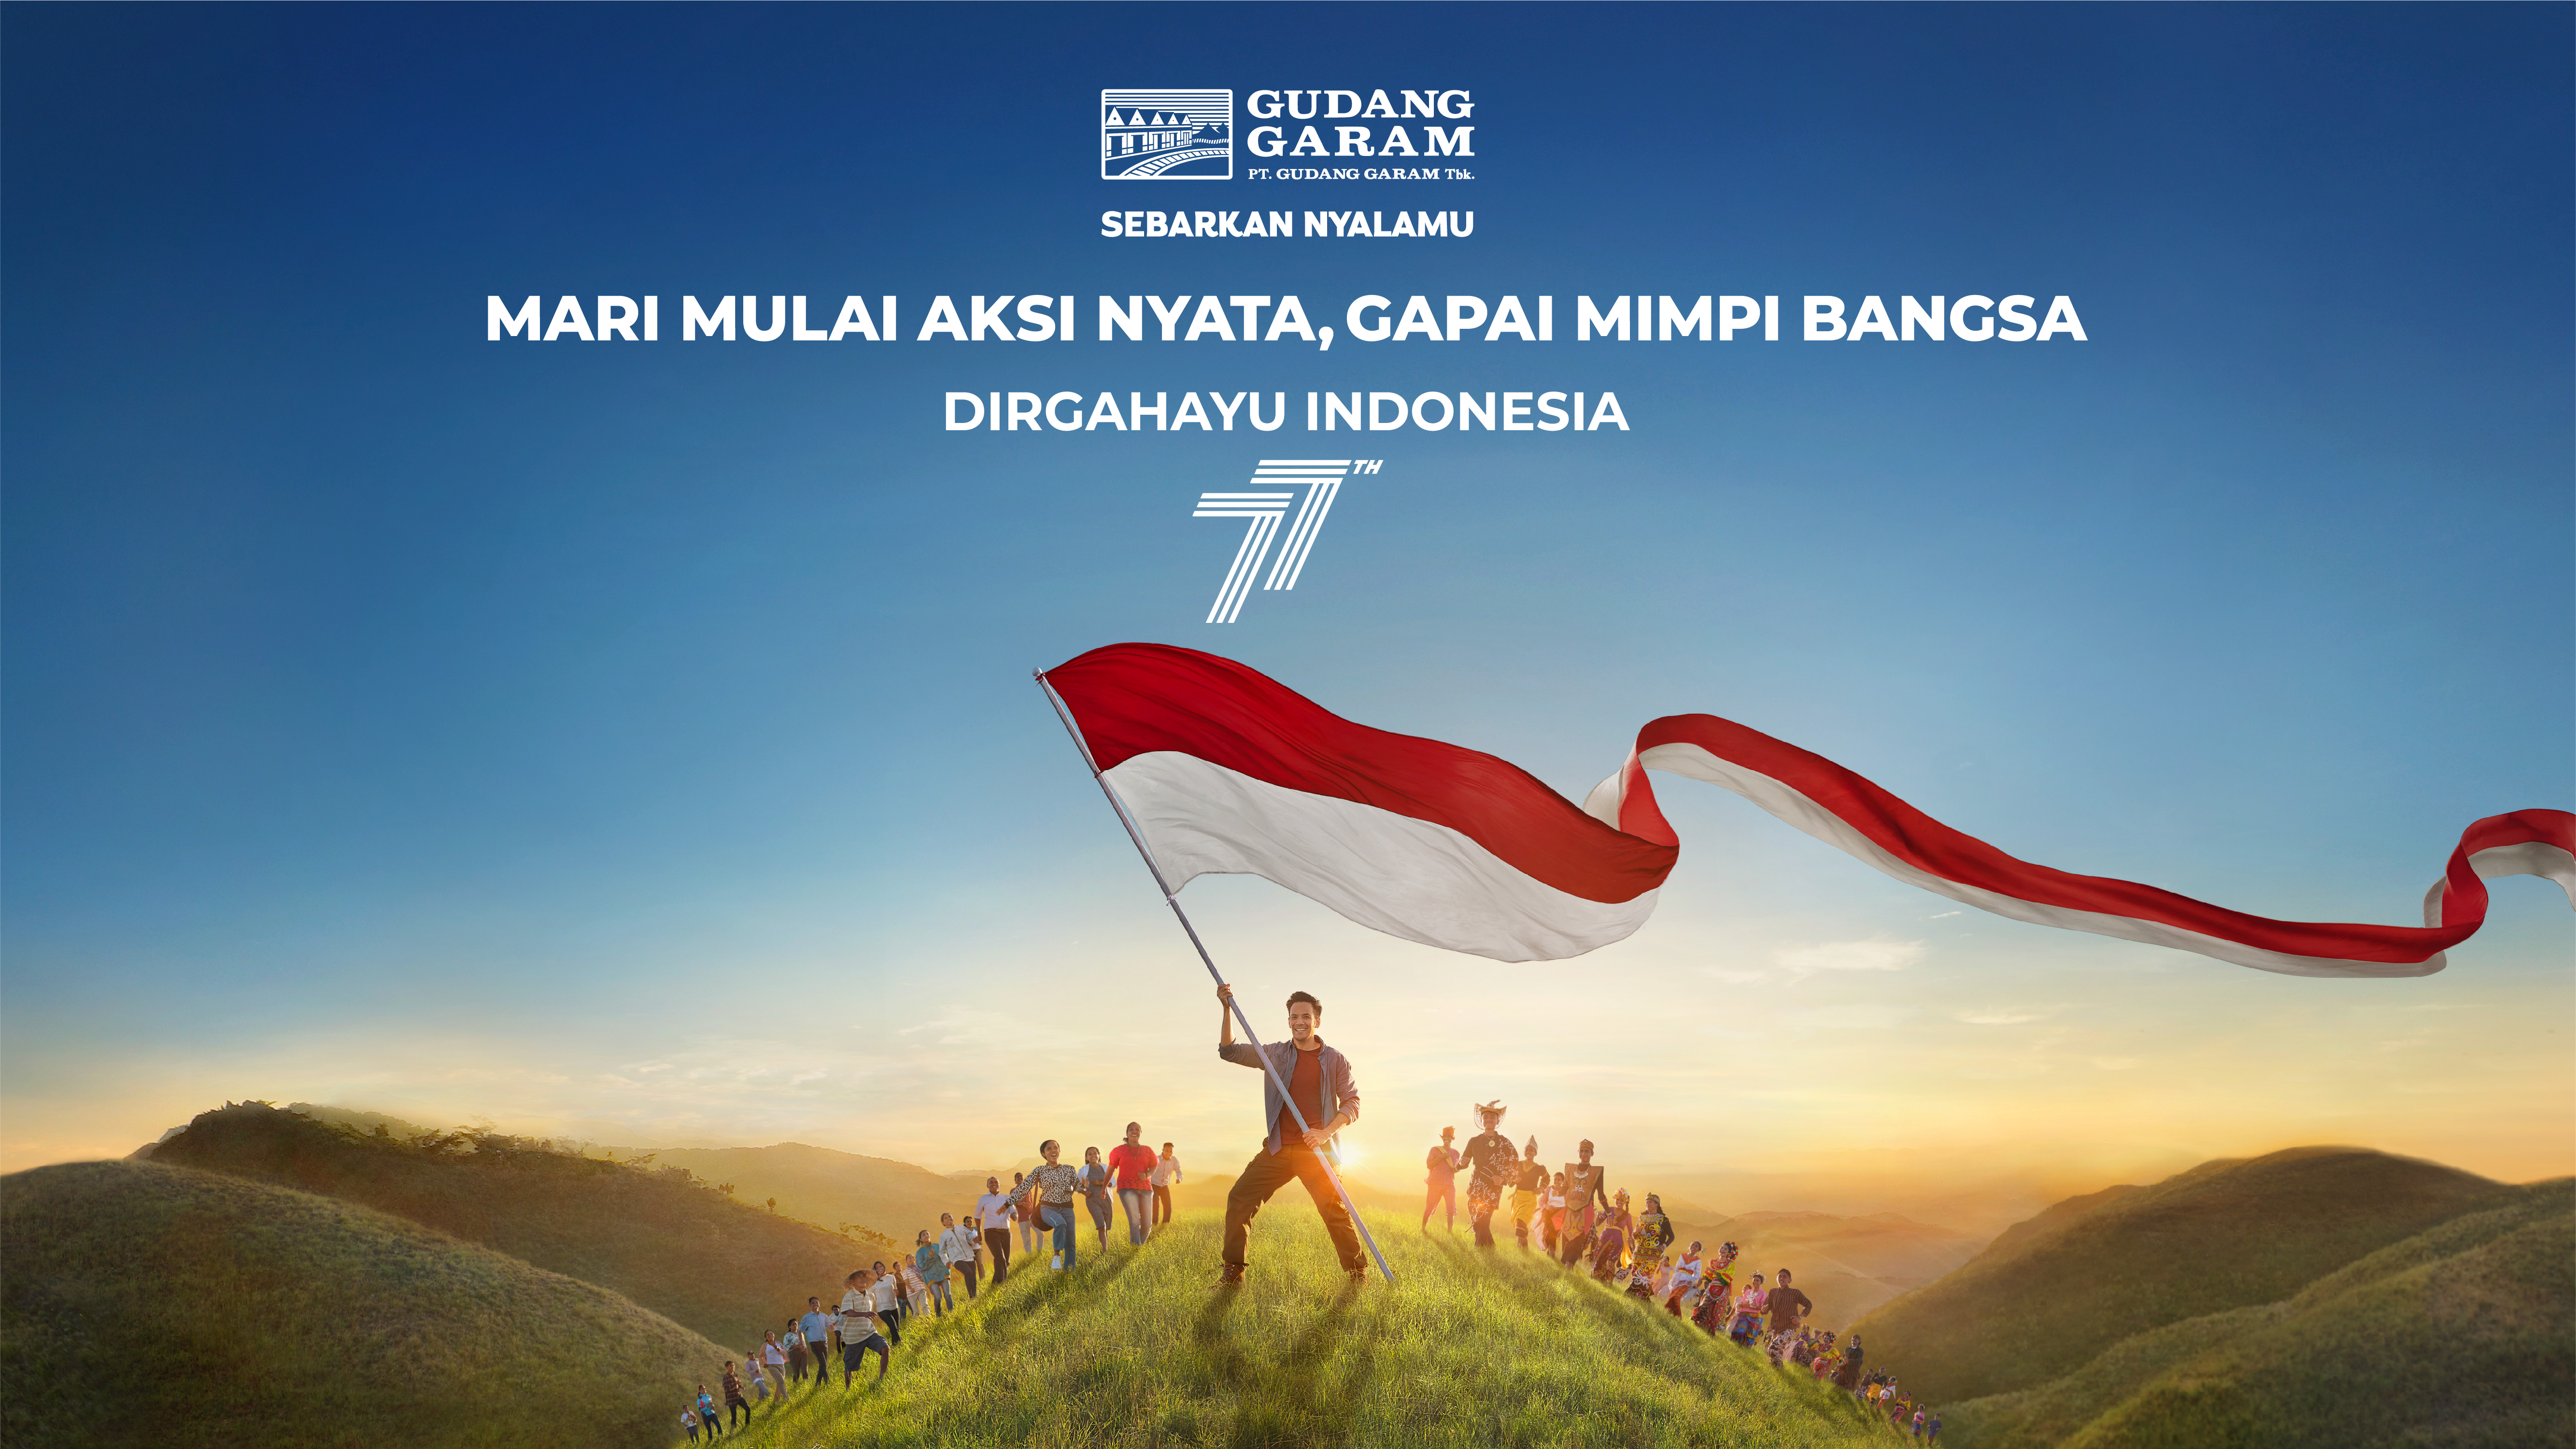 GUDANG
GARAM
PT. GUDANG GARAM Tbk.
SEBARKAN NYALAMU
MARI MULAI AKSI NYATA, GAPAI MIMPI BANGSA
DIRGAHAYU INDONESIA
77TH